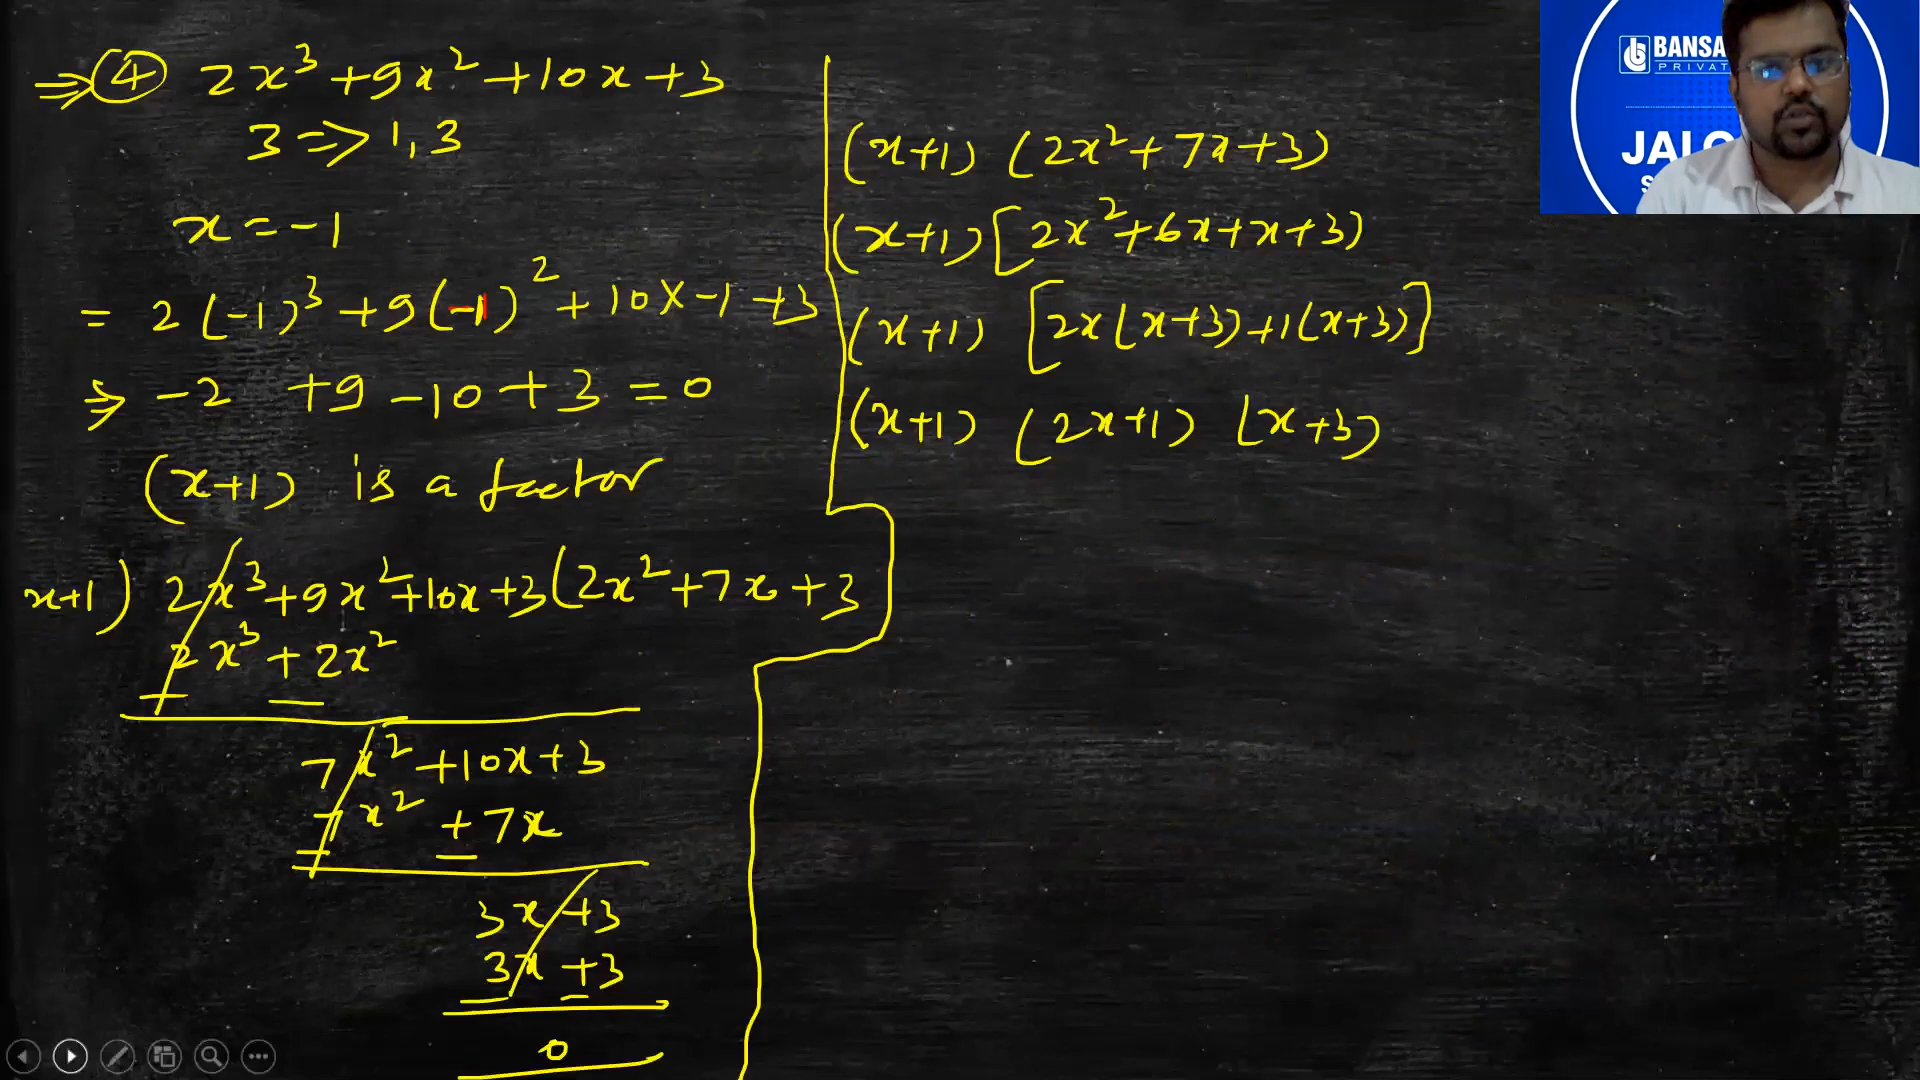 ⇒ ④ 2x³ + 9x² + 10x + 3
3 ⇒ 1, 3
x = -1
= 2(-1)³ + 9(-1)² + 10x-1 + 3
⇒ -2 + 9 - 10 + 3 = 0
(x+1) is a factor
x+1) 2x³ + 9x² + 10x + 3 (2x² + 7x + 3
2x³ + 2x²
7x² + 10x + 3
7x² + 7x
3x + 3
3x + 3
0
(x+1) (2x² + 7x + 3)
(x+1) [2x² + 6x + x + 3)
(x+1) [2x(x+3) + 1(x+3)]
(x+1) (2x+1) (x+3)
PRIVAT